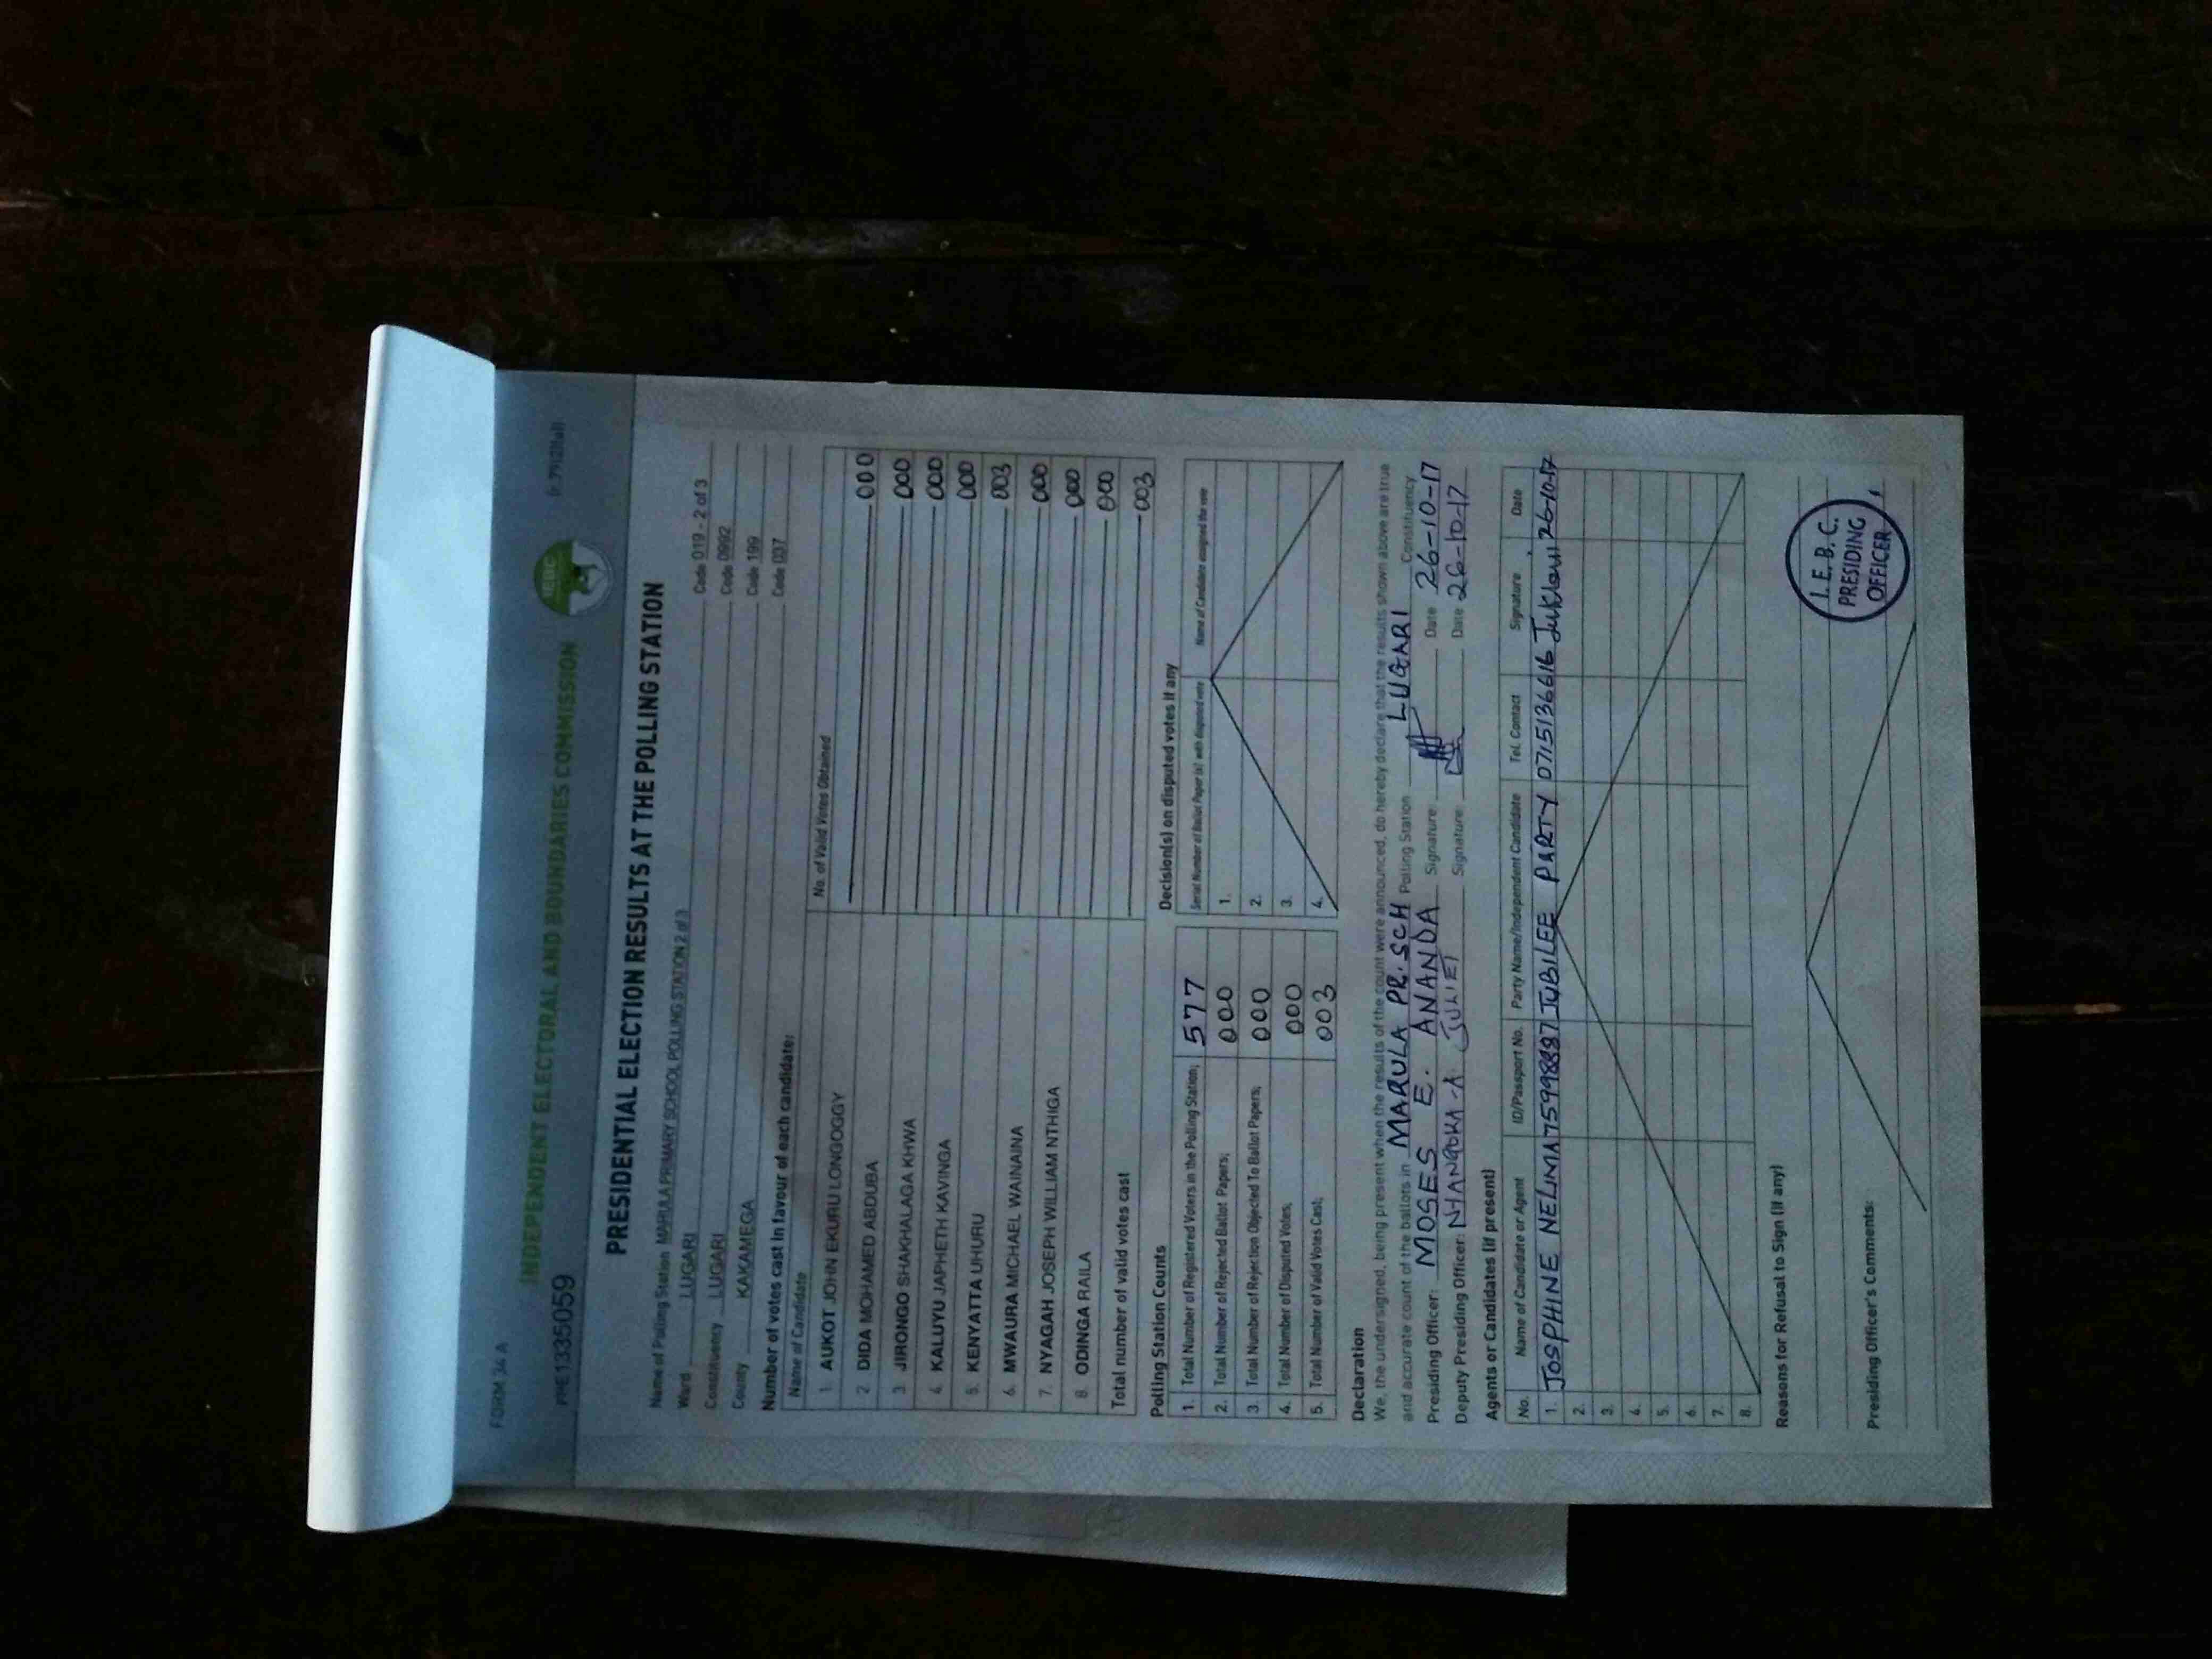 FORM 34 A
INDEPENDENT ELECTORAL AND BOUNDARIES COMMISSION
IEBC
PRE1335059
PRESIDENTIAL ELECTION RESULTS AT THE POLLING STATION
Name of Polling Station MARULA PRIMARY SCHOOL POLLING STATION 2 of 3 Code 019 - 2 of 3
Ward LUGARI Code 0992
Constituency LUGARI Code 199
County KAKAMEGA Code 037
Number of votes cast in favour of each candidate:
Name of Candidate No. of Valid Votes Obtained
1. AUKOT JOHN EKURU LONGOGGY 000
2. DIDA MOHAMED ABDUBA 000
3. JIRONGO SHAKHALAGA KHWA 000
4. KALUYU JAPHETH KAVINGA 000
5. KENYATTA UHURU 003
6. MWAURA MICHAEL WAINAINA 000
7. NYAGAH JOSEPH WILLIAM NTHIGA 000
8. ODINGA RAILA 000
Total number of valid votes cast 003
Polling Station Counts
1. Total Number of Registered Voters in the Polling Station; 577
2. Total Number of Rejected Ballot Papers; 000
3. Total Number of Rejection Objected To Ballot Papers; 000
4. Total Number of Disputed Votes; 000
5. Total Number of Valid Votes Cast; 003
Decision(s) on disputed votes if any
Serial Number of Ballot Paper (s) with disputed vote Name of Candidate assigned the vote
1.
2.
3.
4.
Declaration
We, the undersigned, being present when the results of the count were announced, do hereby declare that the results shown above are true
and accurate count of the ballots in MARULA PR. SCH Polling Station LUGARI Constituency
Presiding Officer: MOSES E. ANANDA Signature: Date 26-10-17
Deputy Presiding Officer: JULIET Signature: Date 26-10-17
Agents or Candidates (if present)
No. Name of Candidate or Agent ID/Passport No. Party Name/Independent Candidate Tel. Contact Signature Date
1. JOSPHINE NELIMA 75998887 JUBILEE PARTY 0715136616 26-10-17
2.
3.
4.
5.
6.
7.
8.
Reasons for Refusal to Sign (if any)
Presiding Officer's Comments:
I. E. B. C.
PRESIDING
OFFICER